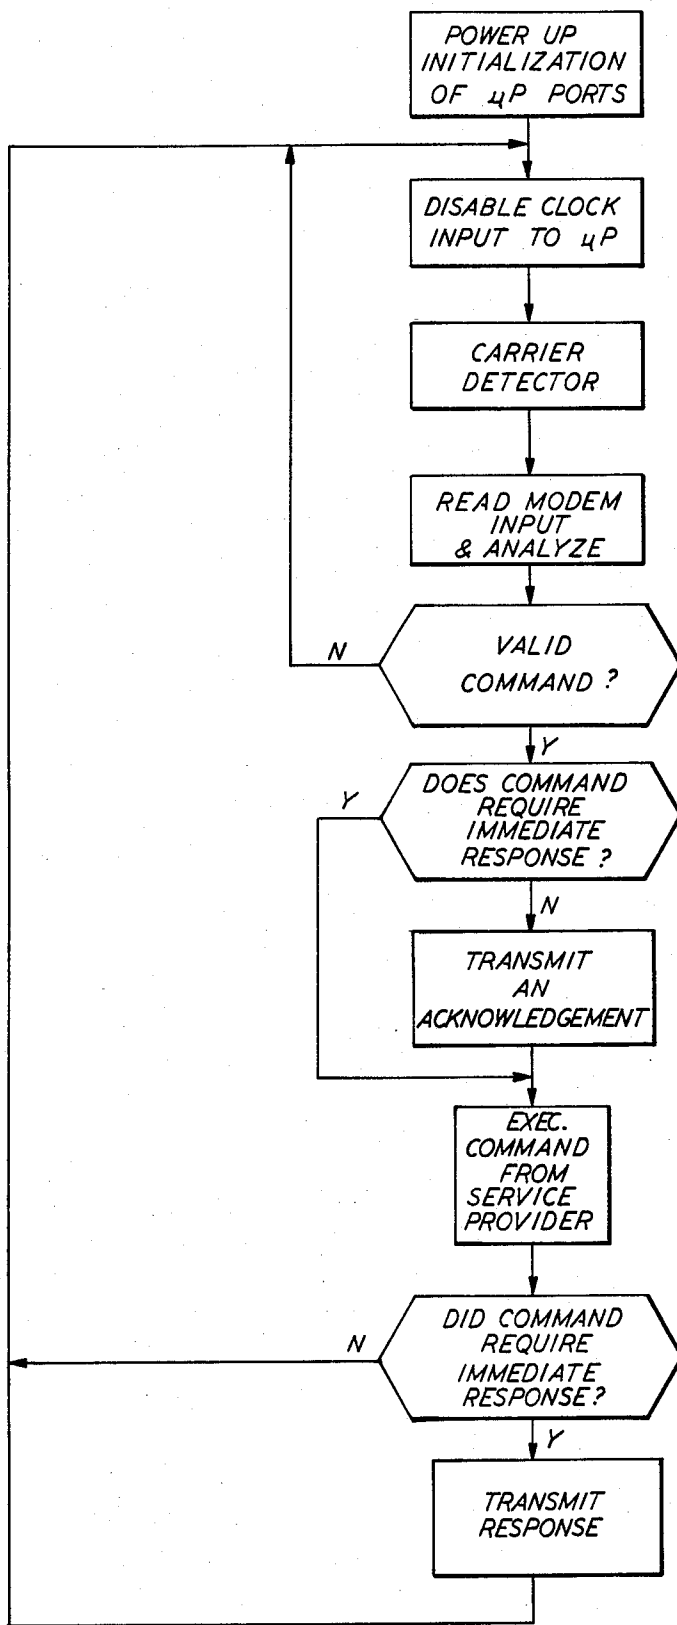 POWER UP
INITIALIZATION
OF μP PORTS
DISABLE CLOCK
INPUT TO μP
CARRIER
DETECTOR
READ MODEM
INPUT
& ANALYZE
VALID
COMMAND ?
N
Y
DOES COMMAND
REQUIRE
IMMEDIATE
RESPONSE ?
Y
N
TRANSMIT
AN
ACKNOWLEDGEMENT
EXEC.
COMMAND
FROM
SERVICE
PROVIDER
DID COMMAND
REQUIRE
IMMEDIATE
RESPONSE?
N
Y
TRANSMIT
RESPONSE